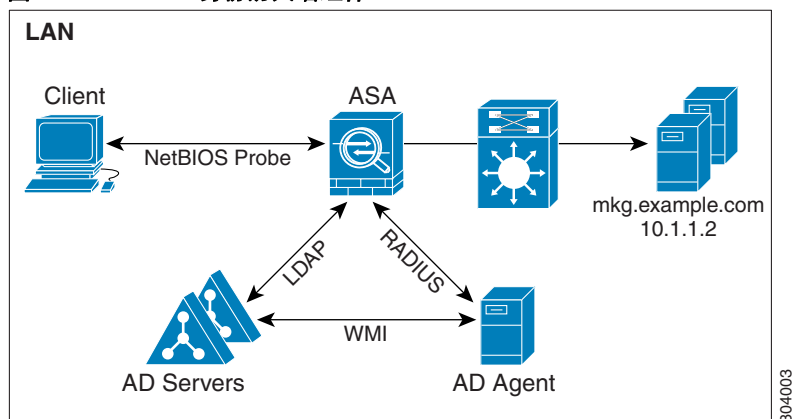 LAN
Client
ASA
NetBIOS Probe
mkg.example.com
10.1.1.2
LDAP
RADIUS
WMI
AD Servers
AD Agent
304003